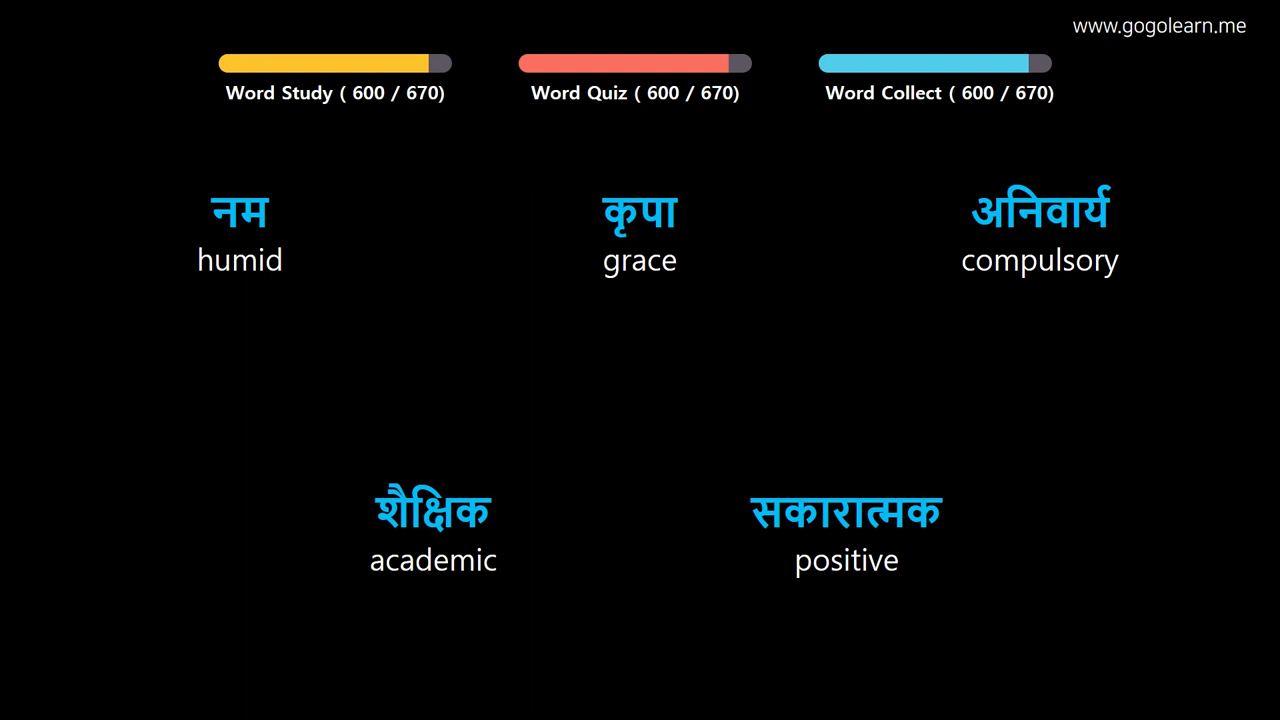 www.gogolearn.me
Word Study ( 600 / 670)
Word Quiz ( 600 / 670)
Word Collect ( 600 / 670)
नम
humid
कृपा
grace
अनिवार्य
compulsory
शैक्षिक
academic
सकारात्मक
positive